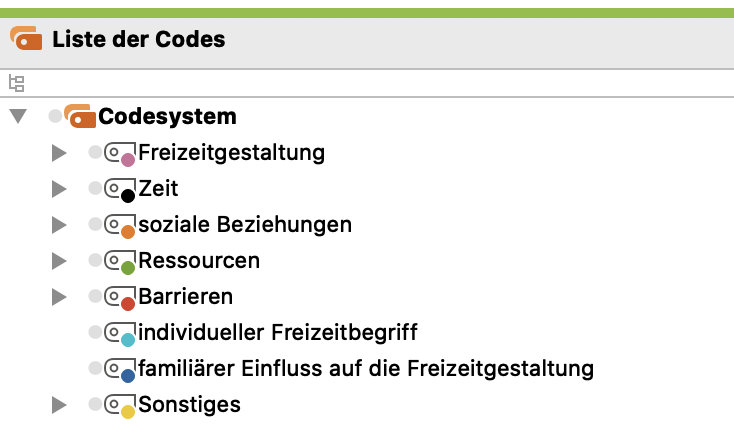 Liste der Codes
Codesystem
Freizeitgestaltung
Zeit
soziale Beziehungen
Ressourcen
Barrieren
individueller Freizeitbegriff
familiärer Einfluss auf die Freizeitgestaltung
Sonstiges